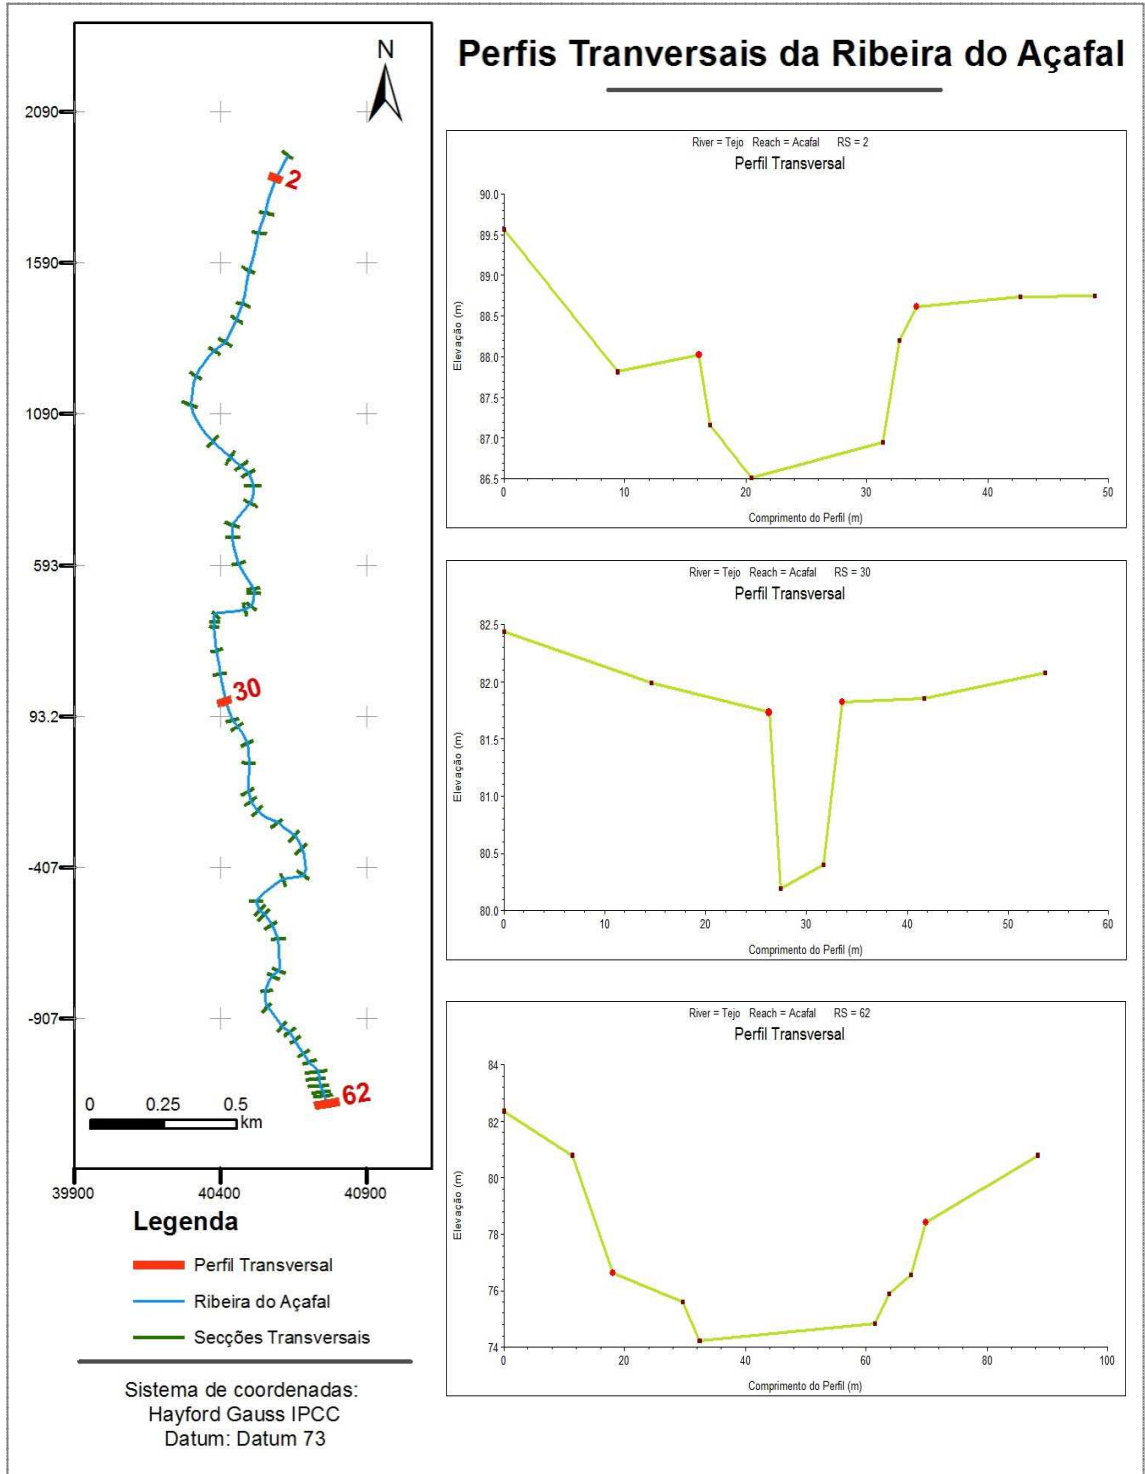 Perfis Tranversais da Ribeira do Açafal
N
2090
1590
1090
593
93.2
-407
-907
39900
40400
40900
2
30
62
0
0.25
0.5
km
Legenda
Perfil Transversal
Ribeira do Açafal
Secções Transversais
Sistema de coordenadas:
Hayford Gauss IPCC
Datum: Datum 73
River = Tejo Reach = Acafal RS = 2
Perfil Transversal
Elevação (m)
90.0
89.5
89.0
88.5
88.0
87.5
87.0
86.5
0
10
20
30
40
50
Comprimento do Perfil (m)
River = Tejo Reach = Acafal RS = 30
Perfil Transversal
Elevação (m)
82.5
82.0
81.5
81.0
80.5
80.0
0
10
20
30
40
50
60
Comprimento do Perfil (m)
River = Tejo Reach = Acafal RS = 62
Perfil Transversal
Elevação (m)
84
82
80
78
76
74
0
20
40
60
80
100
Comprimento do Perfil (m)